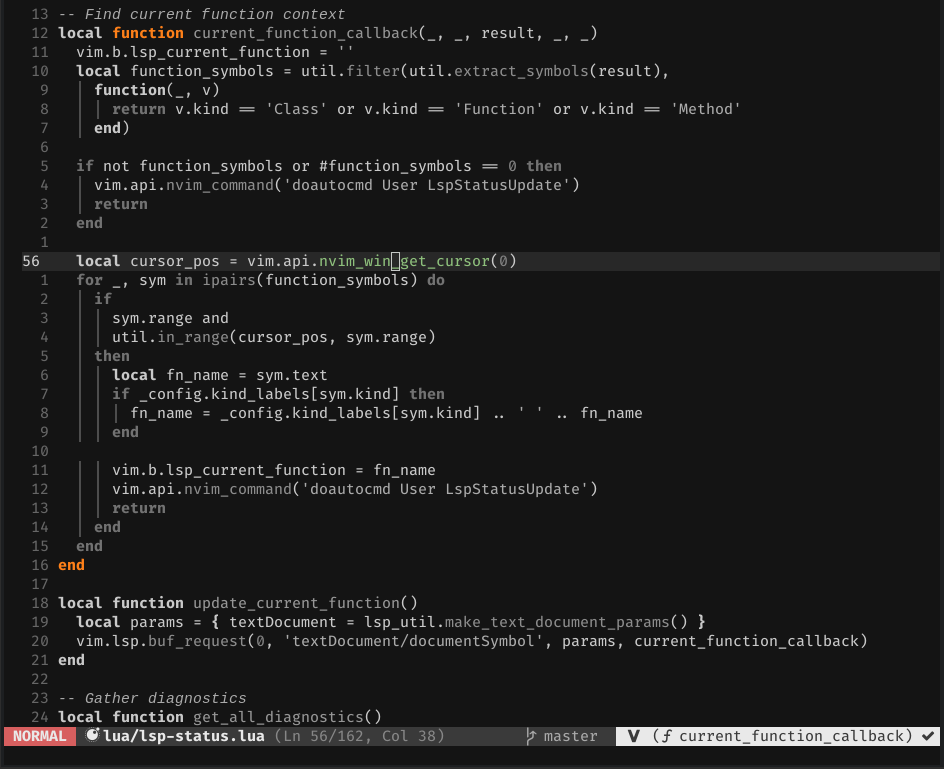 13 -- Find current function context
12 local function current_function_callback(_, _, result, _, _)
11   vim.b.lsp_current_function = ''
10   local function_symbols = util.filter(util.extract_symbols(result),
 9     function(_, v)
 8       return v.kind == 'Class' or v.kind == 'Function' or v.kind == 'Method'
 7     end)
 6
 5   if not function_symbols or #function_symbols == 0 then
 4     vim.api.nvim_command('doautocmd User LspStatusUpdate')
 3     return
 2   end
 1
56   local cursor_pos = vim.api.nvim_win_get_cursor(0)
 1   for _, sym in ipairs(function_symbols) do
 2     if
 3       sym.range and
 4       util.in_range(cursor_pos, sym.range)
 5     then
 6       local fn_name = sym.text
 7       if _config.kind_labels[sym.kind] then
 8         fn_name = _config.kind_labels[sym.kind] .. ' ' .. fn_name
 9       end
10
11       vim.b.lsp_current_function = fn_name
12       vim.api.nvim_command('doautocmd User LspStatusUpdate')
13       return
14     end
15   end
16 end
17
18 local function update_current_function()
19   local params = { textDocument = lsp_util.make_text_document_params() }
20   vim.lsp.buf_request(0, 'textDocument/documentSymbol', params, current_function_callback)
21 end
22
23 -- Gather diagnostics
24 local function get_all_diagnostics()
NORMAL lua/lsp-status.lua (Ln 56/162, Col 38) master V (ƒ current_function_callback) ✔